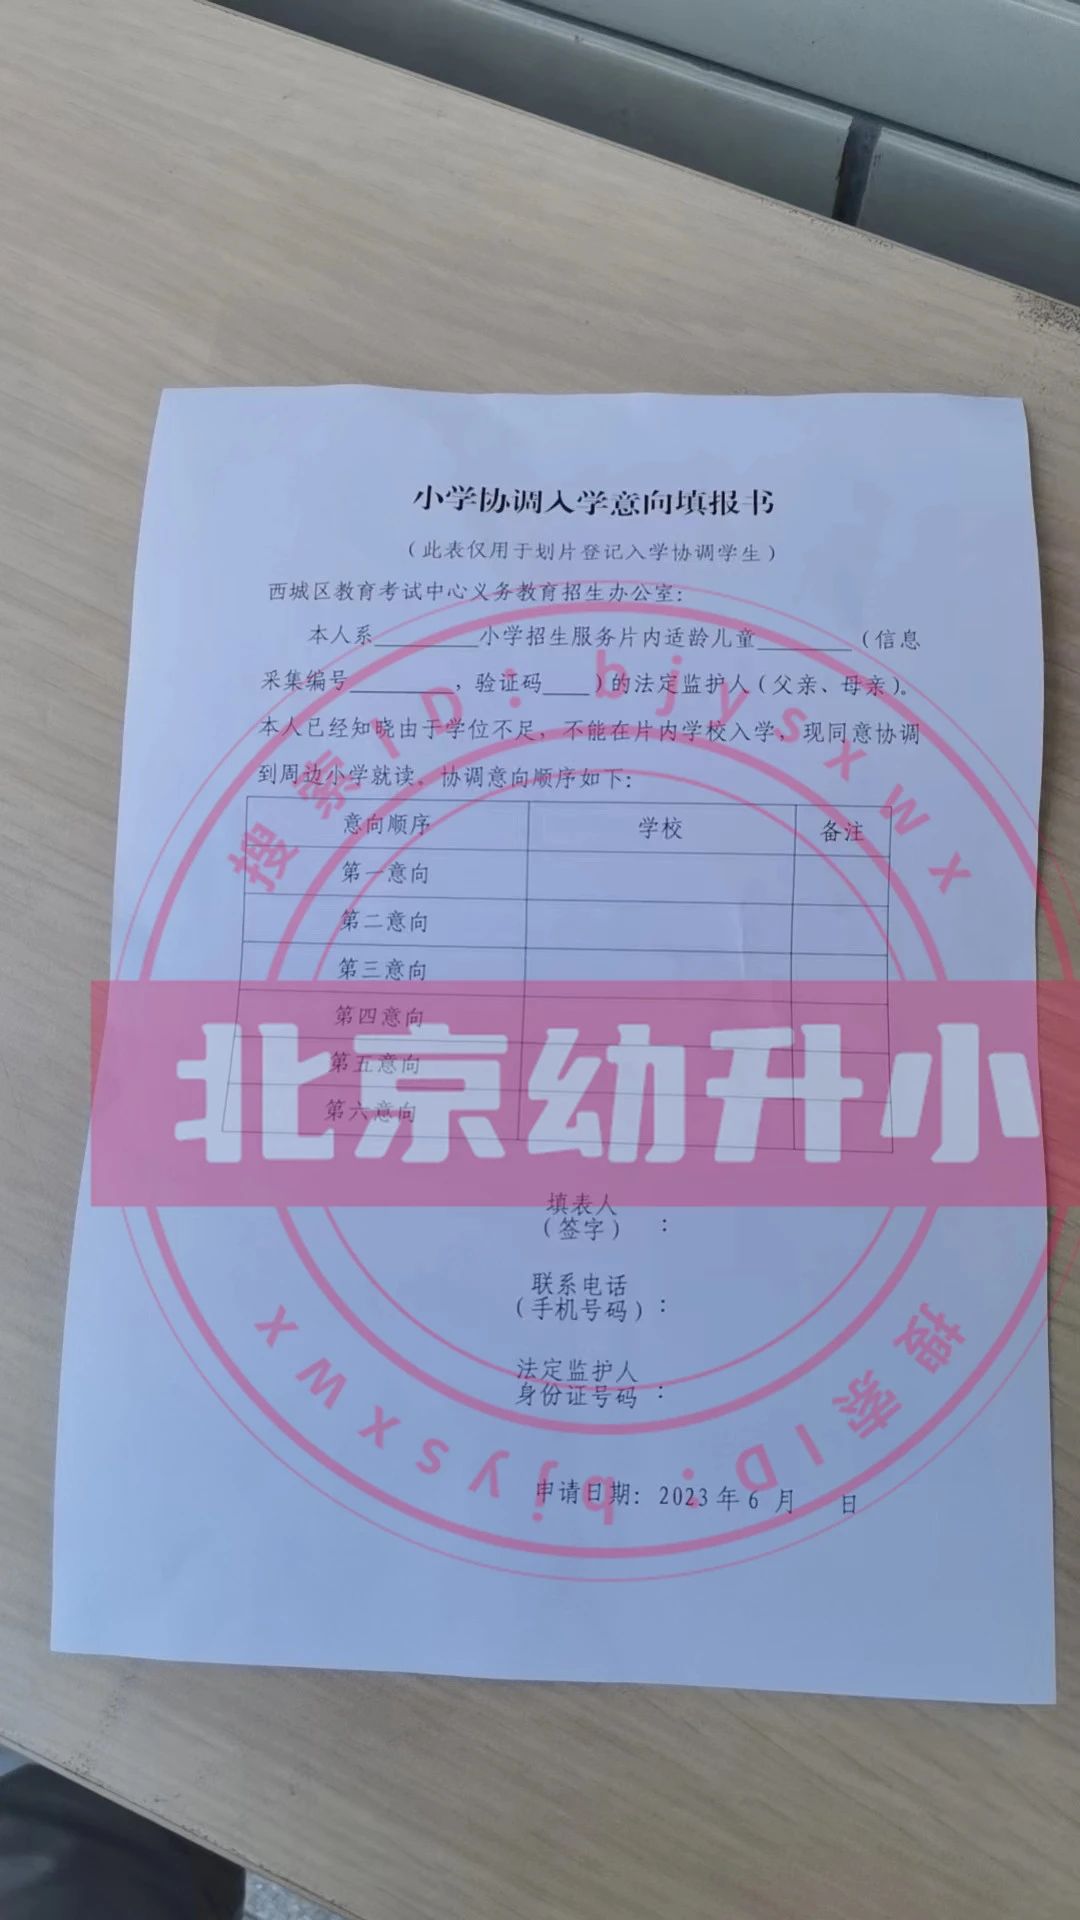 小学协调入学意向填报书
（此表仅用于划片登记入学协调学生）
西城区教育考试中心义务教育招生办公室：
本人系________小学招生服务片内适龄儿童________（信息
采集编号________，验证码____）的法定监护人（父亲、母亲）。
本人已经知晓由于学位不足，不能在片内学校入学，现同意协调
到周边小学就读，协调意向顺序如下：
意向顺序 学校 备注
第一意向
第二意向
第三意向
第四意向
第五意向
第六意向
填表人
（签字）：
联系电话
（手机号码）：
法定监护人
身份证号码：
申请日期：2023年6月 日
搜索ID：bjysxwx
北京幼升小
搜索ID：bjysxwx